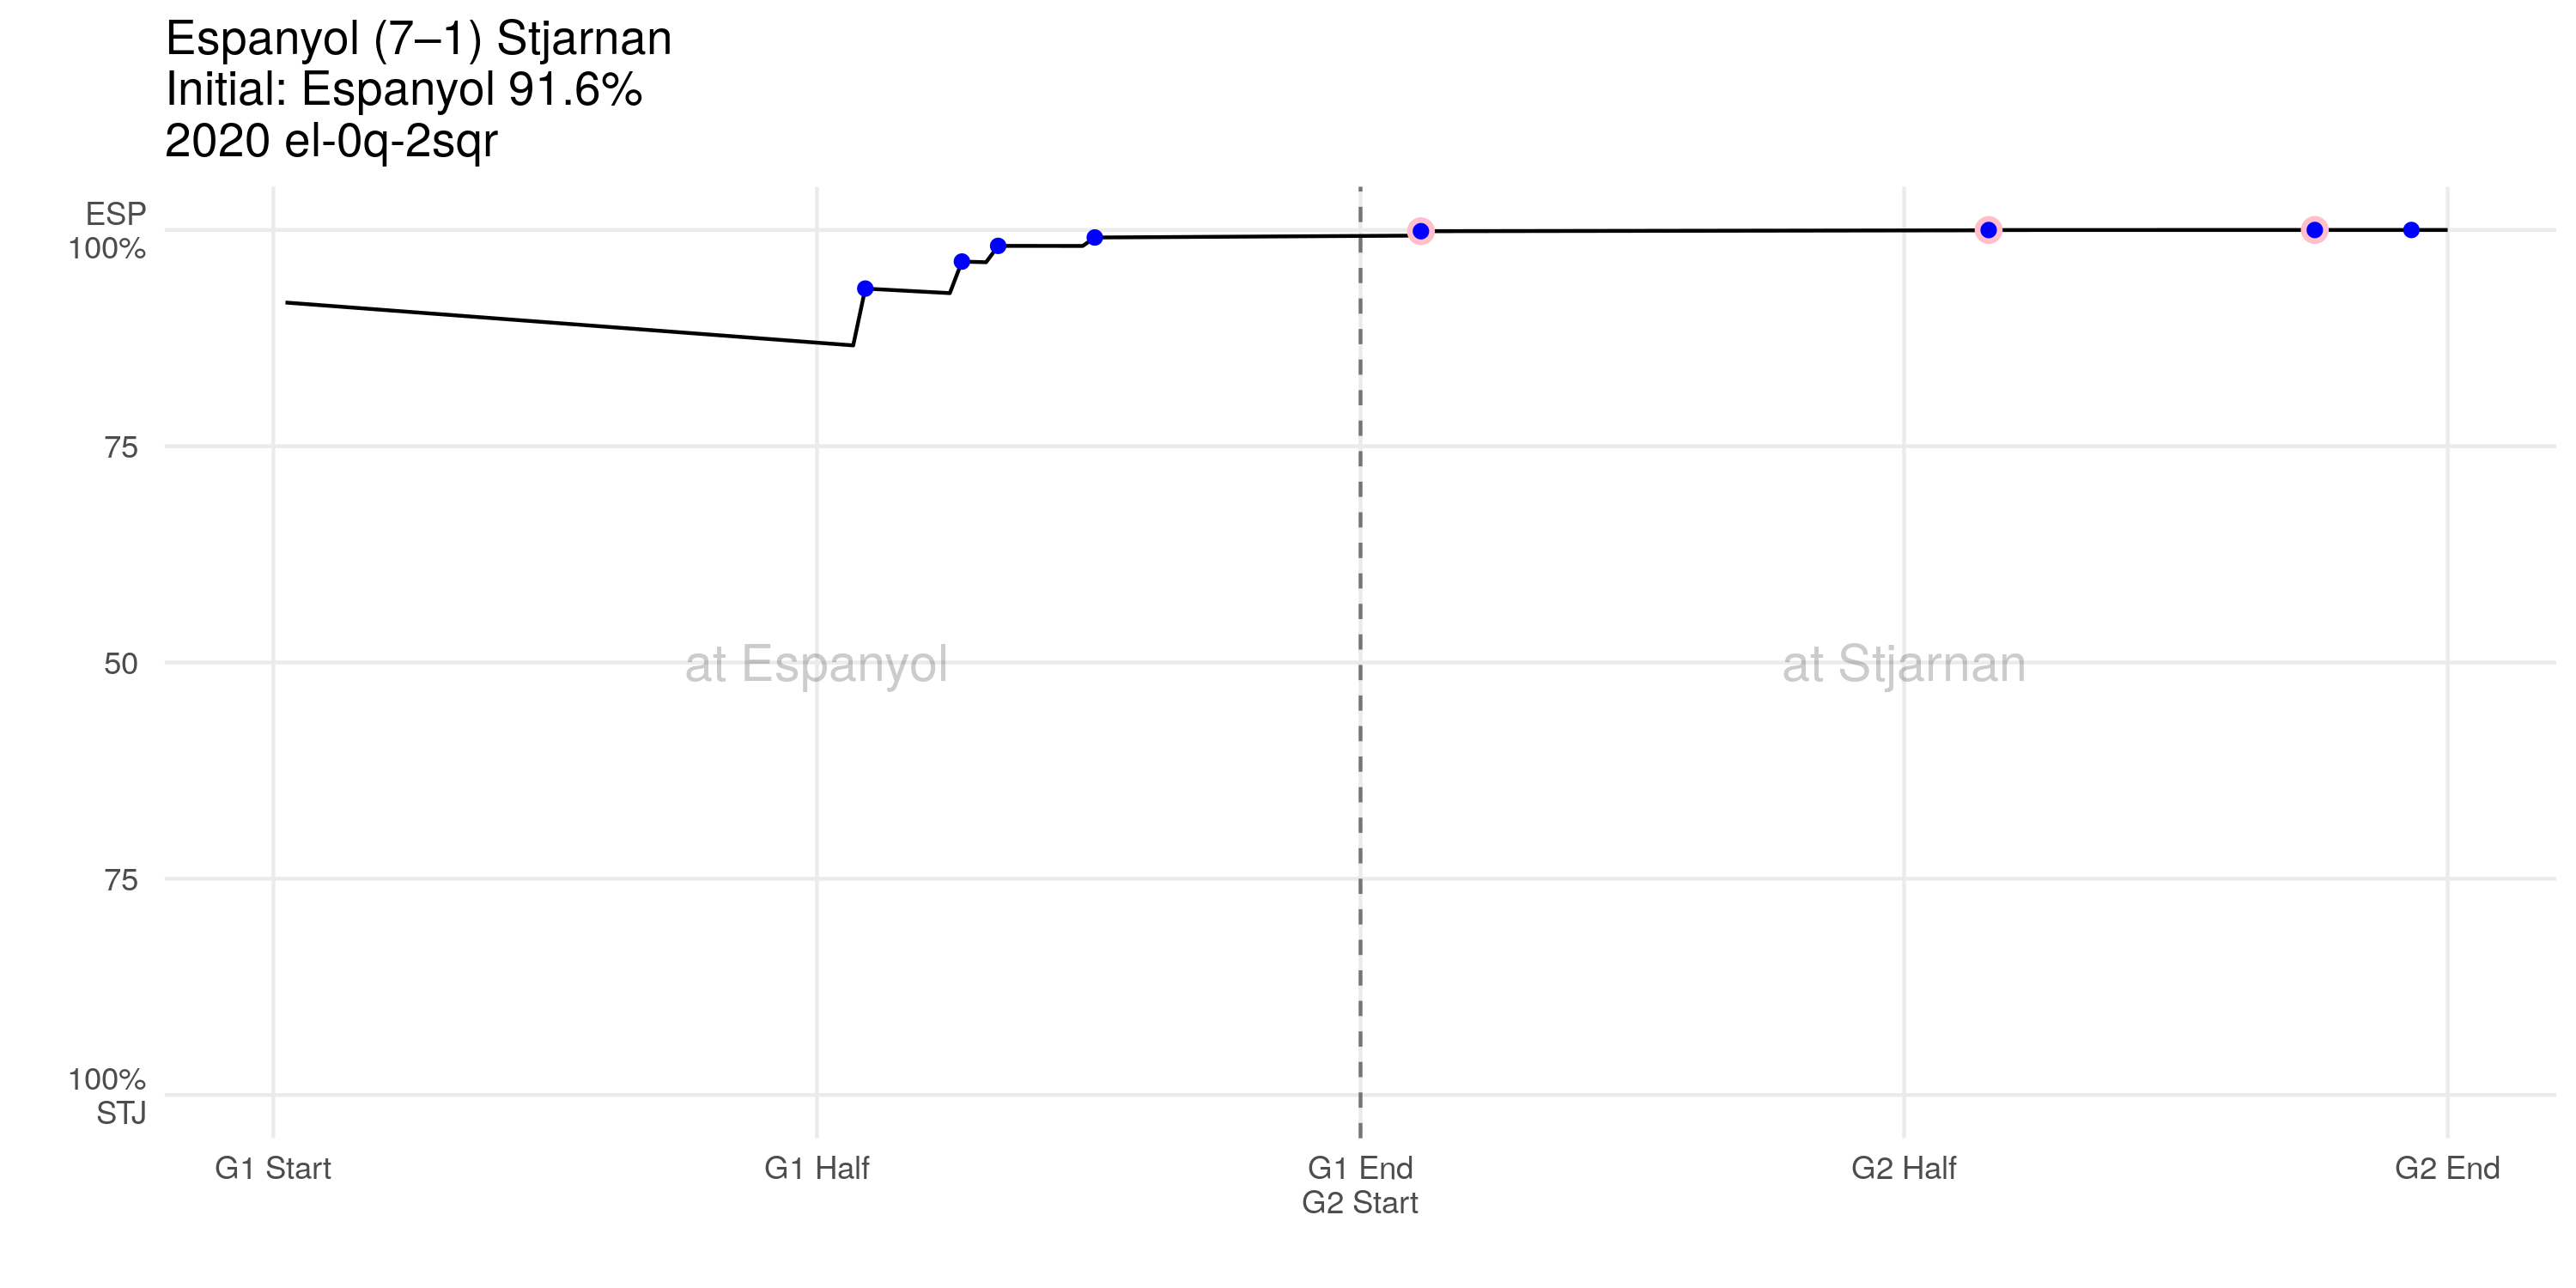 Espanyol (7–1) Stjarnan
Initial: Espanyol 91.6%
2020 el-0q-2sqr
ESP
100%
75
50
75
100%
STJ
at Espanyol
at Stjarnan
G1 Start
G1 Half
G1 End
G2 Start
G2 Half
G2 End